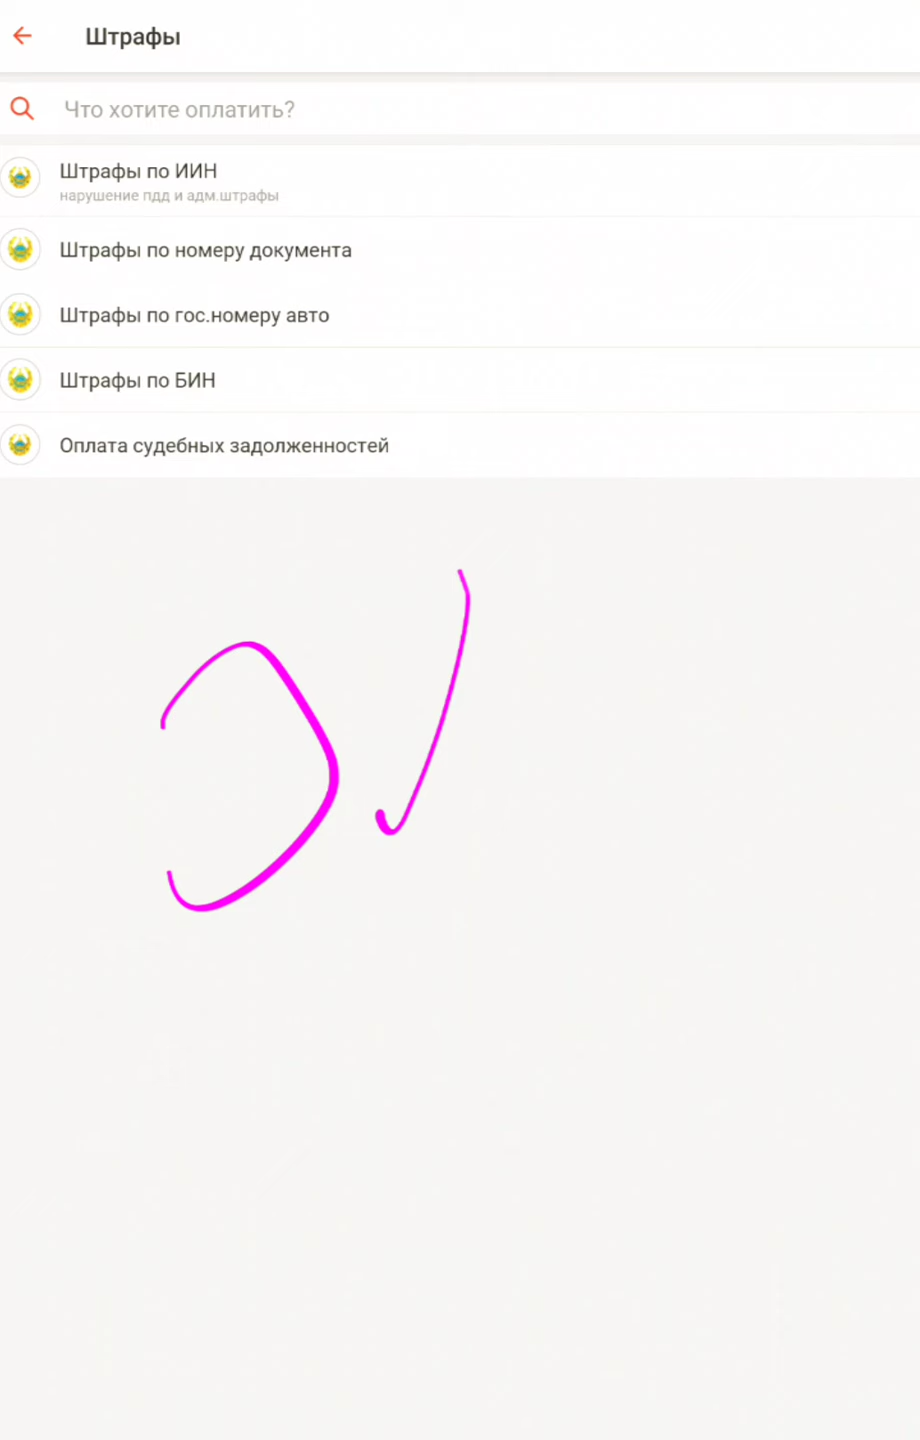 Штрафы
Что хотите оплатить?
Штрафы по ИИН
нарушение пдд и адм.штрафы
Штрафы по номеру документа
Штрафы по гос.номеру авто
Штрафы по БИН
Оплата судебных задолженностей